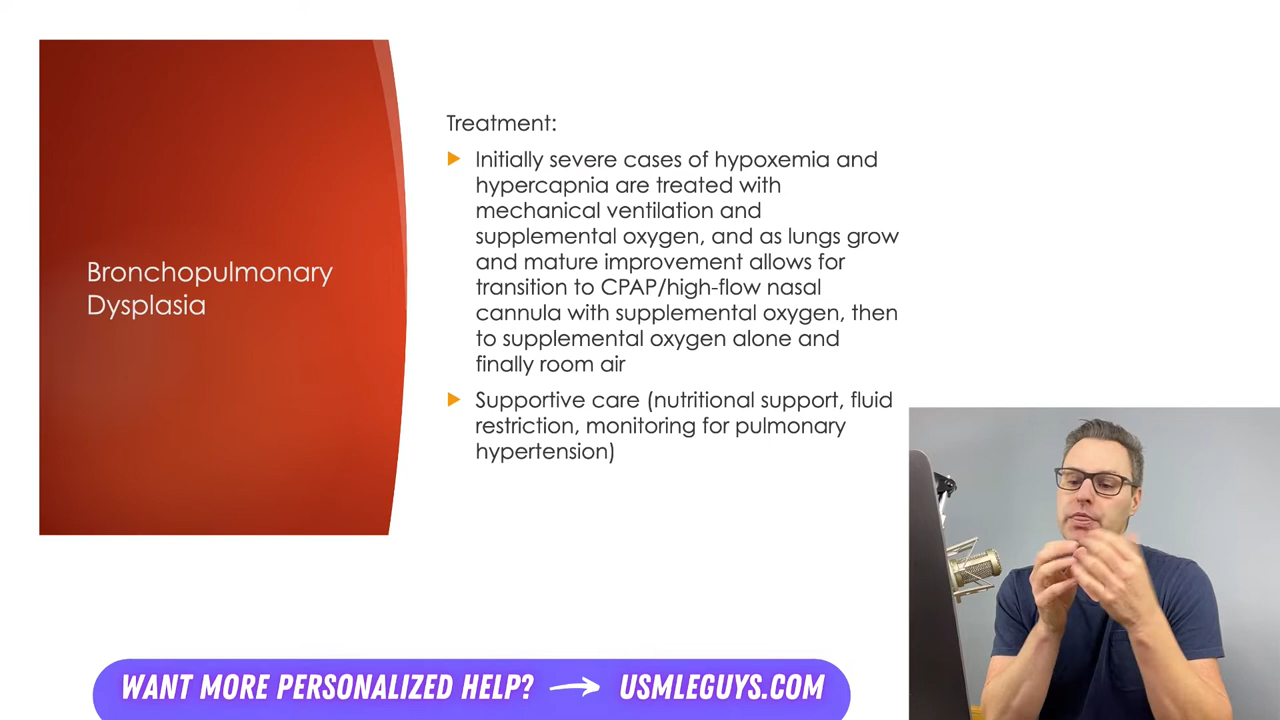 Bronchopulmonary
Dysplasia
Treatment:
Initially severe cases of hypoxemia and
hypercapnia are treated with
mechanical ventilation and
supplemental oxygen, and as lungs grow
and mature improvement allows for
transition to CPAP/high-flow nasal
cannula with supplemental oxygen, then
to supplemental oxygen alone and
finally room air
Supportive care (nutritional support, fluid
restriction, monitoring for pulmonary
hypertension)
WANT MORE PERSONALIZED HELP? → USMLEGUYS.COM